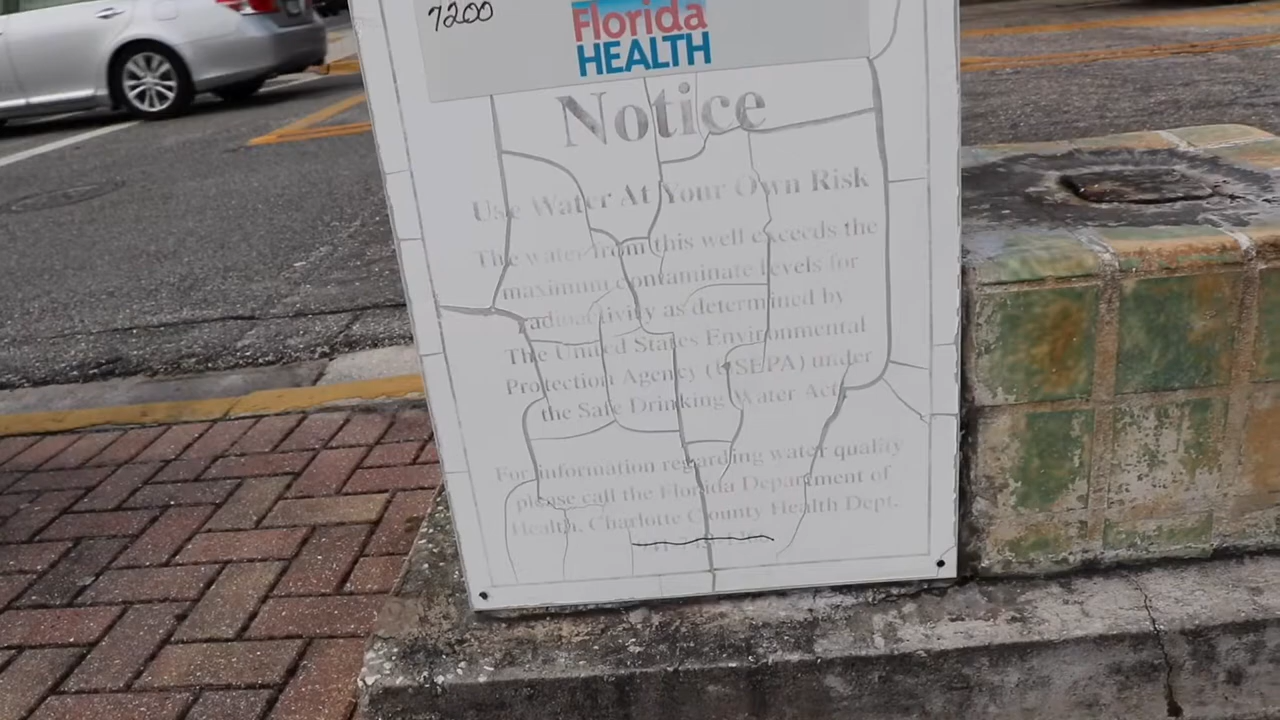 7200
Florida
HEALTH
Notice
Use Water At Your Own Risk
The water from this well exceeds the
maximum contaminate levels for
radioactivity as determined by
The United States Environmental
Protection Agency (USEPA) under
the Safe Drinking Water Act
For information regarding water quality
please call the Florida Department of
Health, Charlotte County Health Dept.